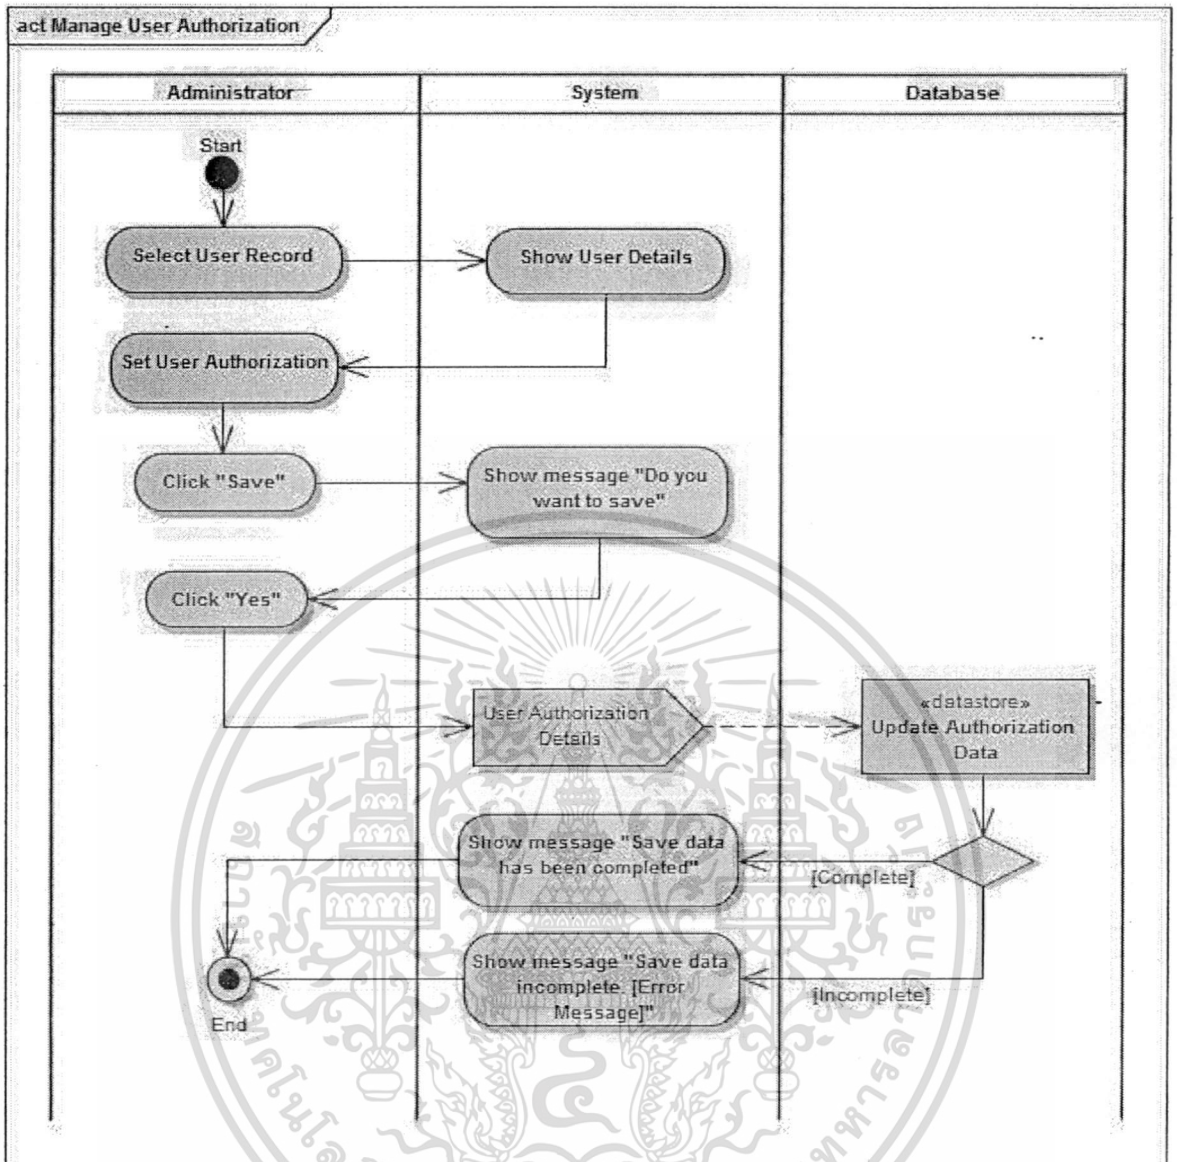 act Manage User Authorization
Administrator
System
Database
Start
Select User Record
Show User Details
Set User Authorization
Click "Save"
Show message "Do you
want to save"
Click "Yes"
User Authorization
Details
«datastore»
Update Authorization
Data
Show message "Save data
has been completed"
[Complete]
Show message "Save data
incomplete. [Error
Message]"
[Incomplete]
End